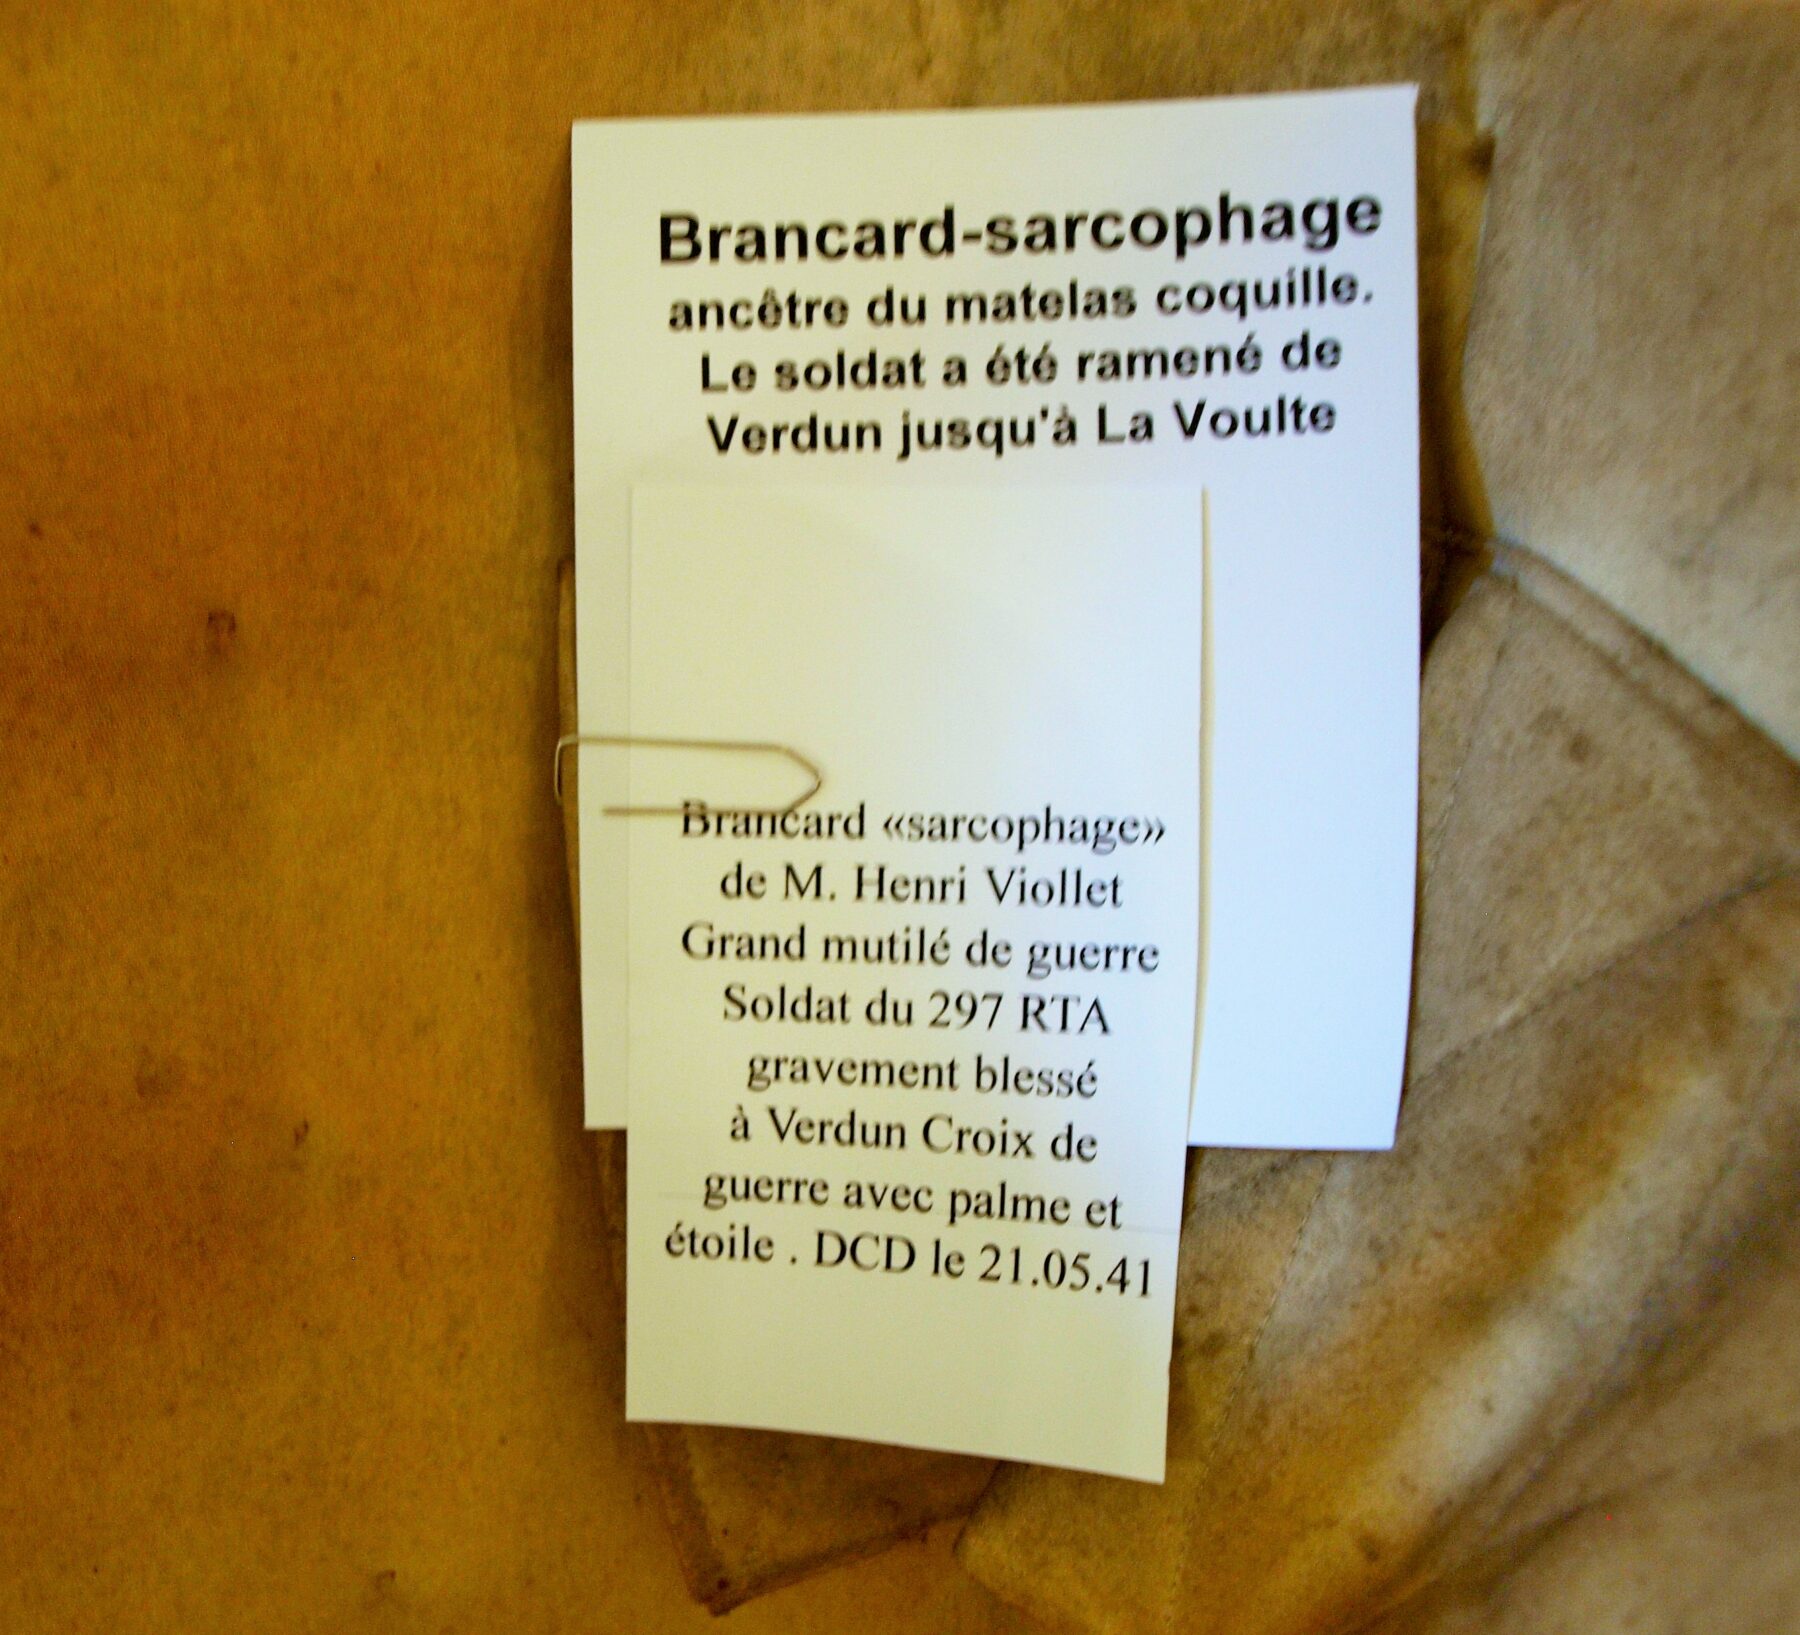 Brancard-sarcophage
ancêtre du matelas coquille.
Le soldat a été ramené de
Verdun jusqu'à La Voulte
Brancard «sarcophage»
de M. Henri Viollet
Grand mutilé de guerre
Soldat du 297 RTA
gravement blessé
à Verdun Croix de
guerre avec palme et
étoile . DCD le 21.05.41